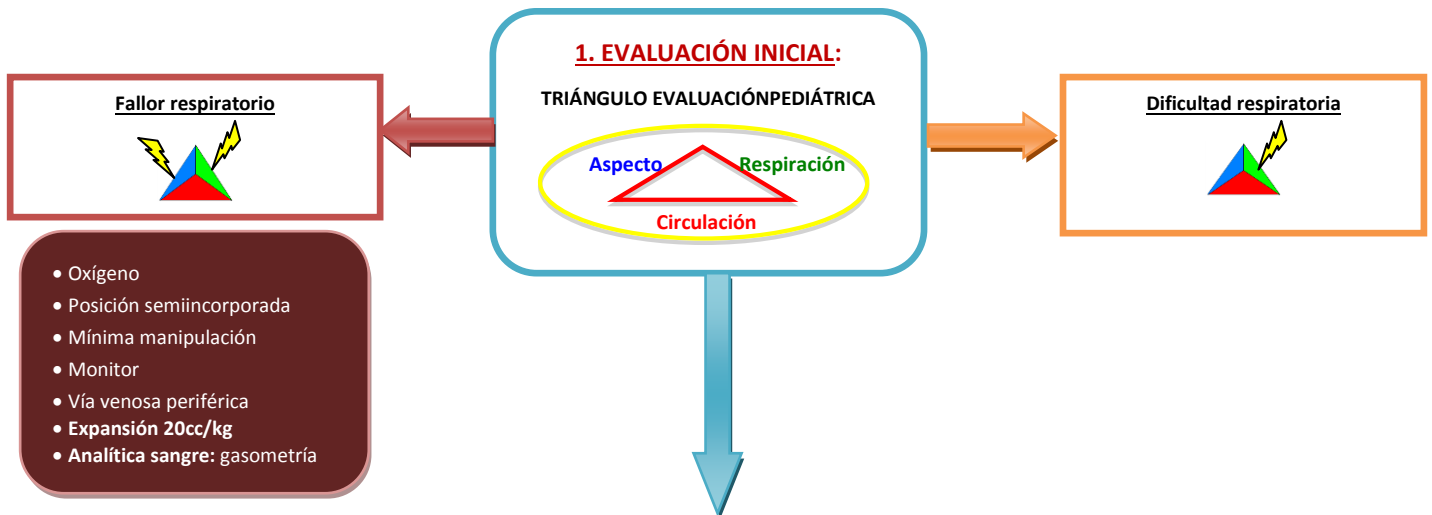 1. EVALUACIÓN INICIAL:
TRIÁNGULO EVALUACIÓNPEDIÁTRICA
Aspecto
Respiración
Circulación
Fallor respiratorio
Dificultad respiratoria
• Oxígeno
• Posición semiincorporada
• Mínima manipulación
• Monitor
• Vía venosa periférica
• Expansión 20cc/kg
• Analítica sangre: gasometría